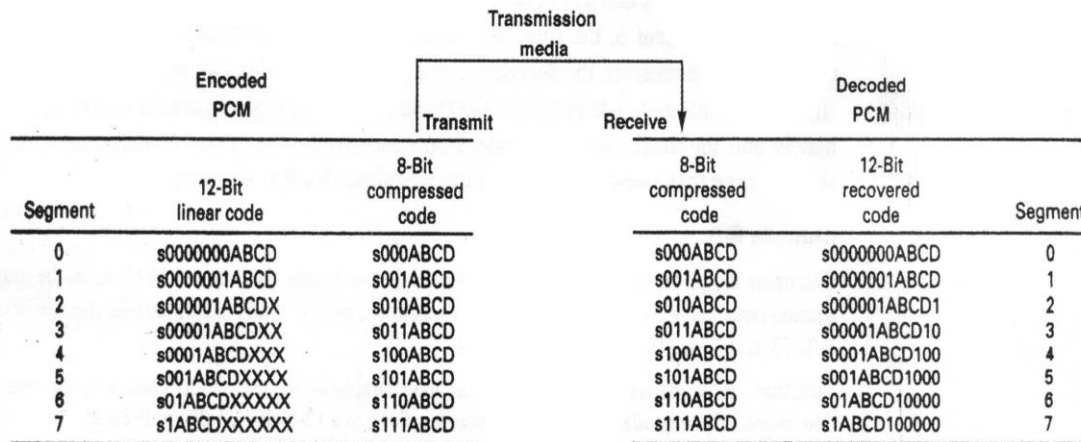 Transmission
media
Encoded
PCM
Decoded
PCM
Transmit
Receive
Segment
12-Bit
linear code
8-Bit
compressed
code
8-Bit
compressed
code
12-Bit
recovered
code
Segment
0 s0000000ABCD s000ABCD s000ABCD s0000000ABCD 0
1 s0000001ABCD s001ABCD s001ABCD s0000001ABCD 1
2 s000001ABCDX s010ABCD s010ABCD s000001ABCD1 2
3 s00001ABCDXX s011ABCD s011ABCD s00001ABCD10 3
4 s0001ABCDXXX s100ABCD s100ABCD s0001ABCD100 4
5 s001ABCDXXXX s101ABCD s101ABCD s001ABCD1000 5
6 s01ABCDXXXXX s110ABCD s110ABCD s01ABCD10000 6
7 s1ABCDXXXXXX s111ABCD s111ABCD s1ABCD100000 7